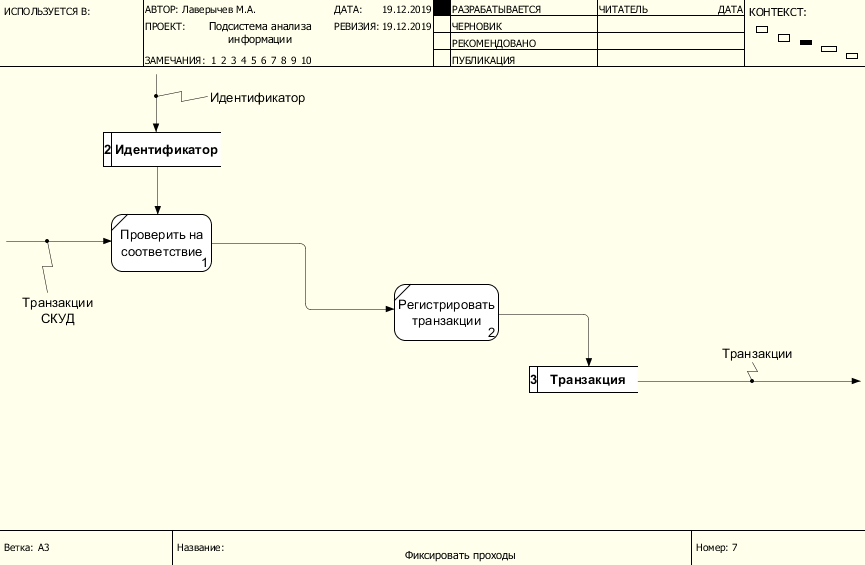 ИСПОЛЬЗУЕТСЯ В:
АВТОР: Лаверычев М.А.
ДАТА: 19.12.2019
ПРОЕКТ: Подсистема анализа
информации
РЕВИЗИЯ: 19.12.2019
ЗАМЕЧАНИЯ: 1 2 3 4 5 6 7 8 9 10
РАЗРАБАТЫВАЕТСЯ
ЧЕРНОВИК
РЕКОМЕНДОВАНО
ПУБЛИКАЦИЯ
ЧИТАТЕЛЬ ДАТА
КОНТЕКСТ:
Идентификатор
2 Идентификатор
Проверить на
соответствие
1
Транзакции
СКУД
Регистрировать
транзакции
2
Транзакции
3 Транзакция
Ветка: A3
Название:
Фиксировать проходы
Номер: 7